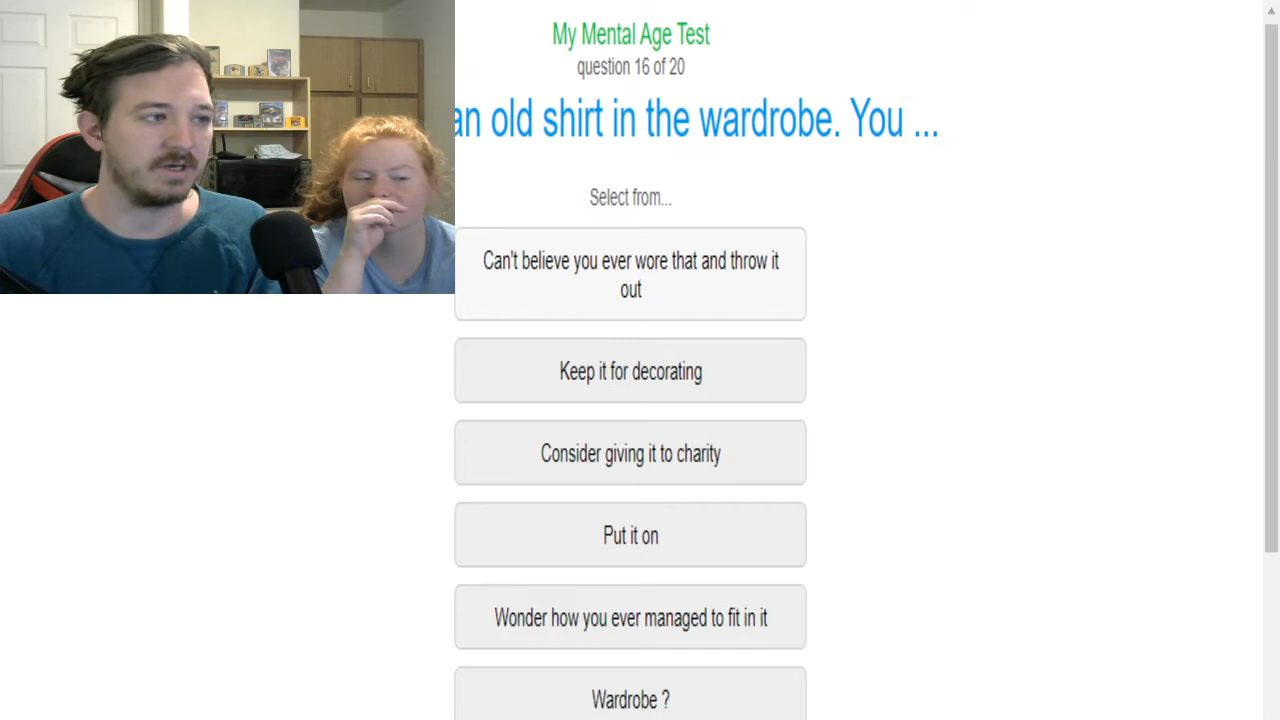 My Mental Age Test
question 16 of 20
an old shirt in the wardrobe. You ...
Select from...
Can't believe you ever wore that and throw it
out
Keep it for decorating
Consider giving it to charity
Put it on
Wonder how you ever managed to fit in it
Wardrobe ?